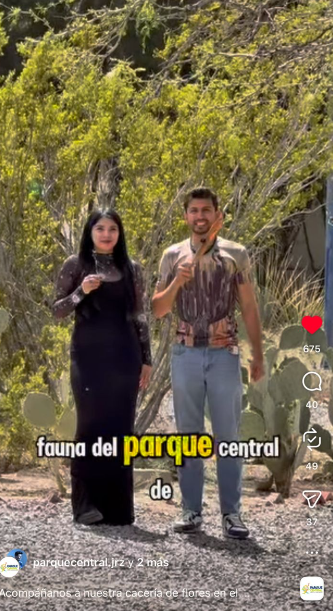 675
40
49
37
fauna del parque central
de
parquecentral.jrz y 2 más
Acompáñanos a nuestra cacería de flores en el